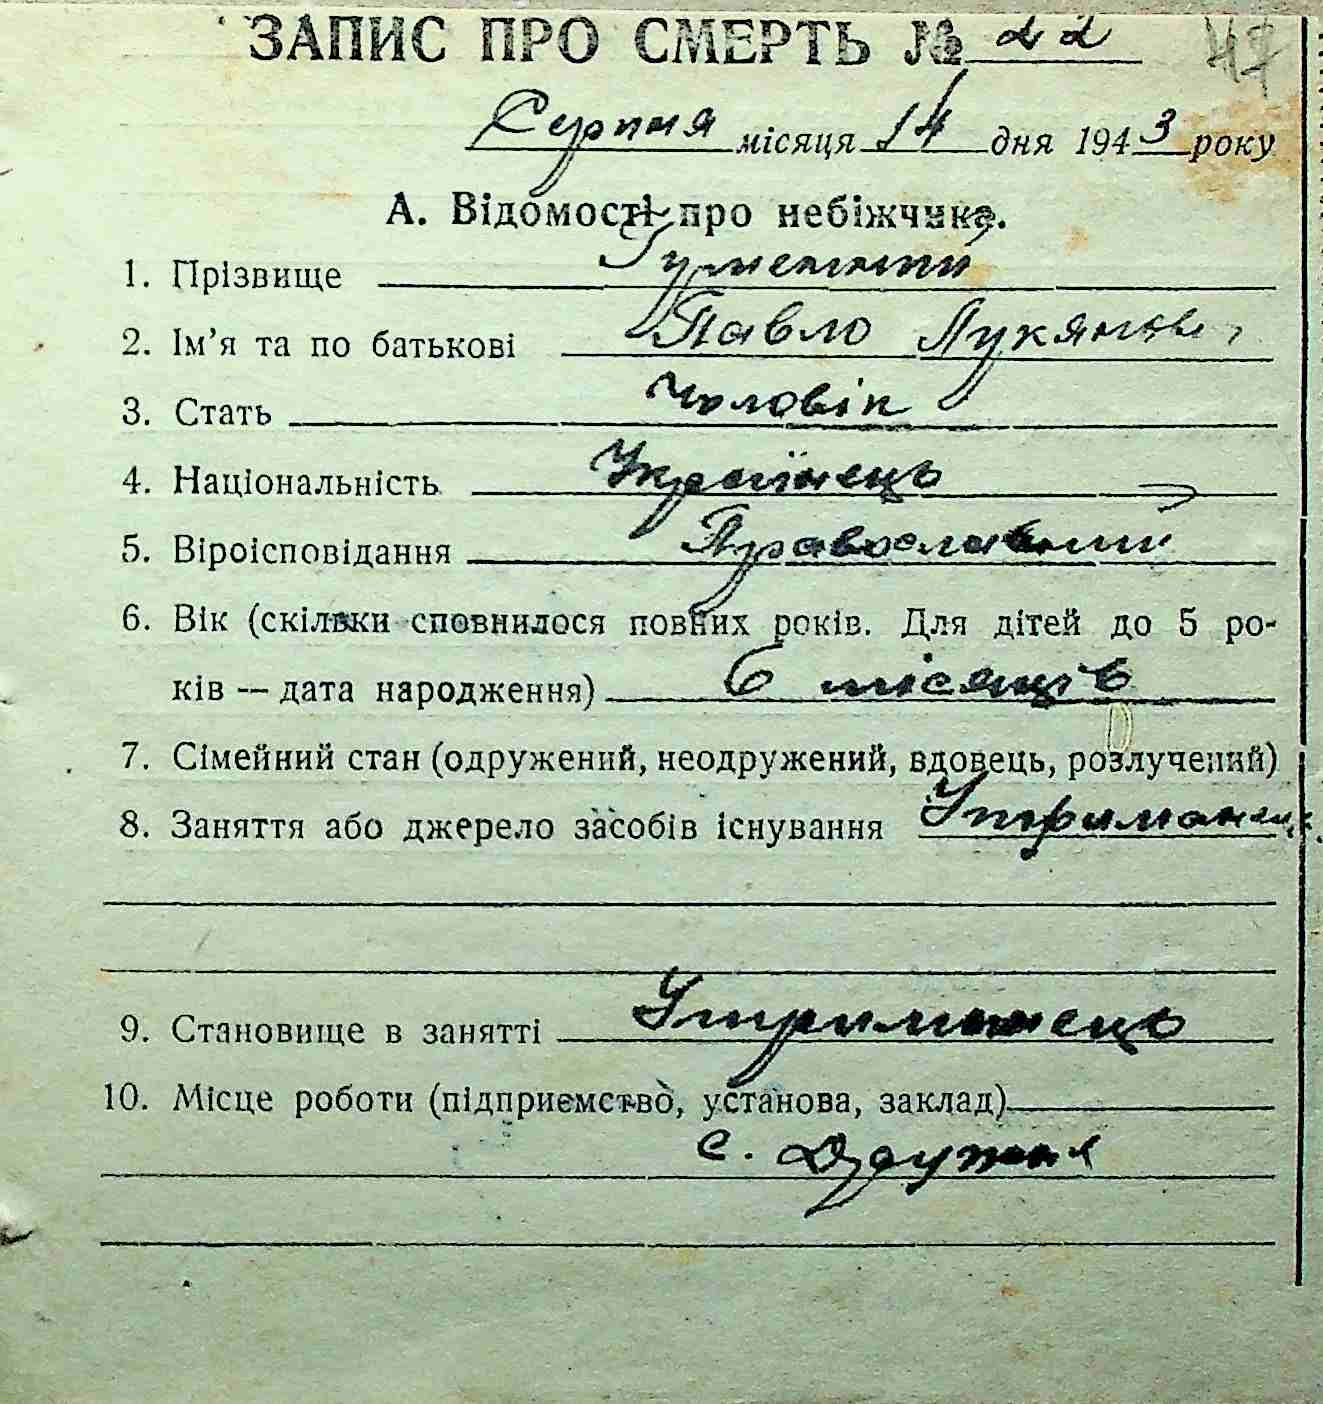 ЗАПИС ПРО СМЕРТЬ № 22 47
Серпня місяця 14 дня 1943 року
А. Відомості про небіжчика.
1. Прізвище
2. Ім’я та по батькові Павло
3. Стать Чоловік
4. Національність Українець
5. Віроісповідання Православний
6. Вік (скільки сповнилося повних років. Для дітей до 5 ро-
ків — дата народження) 6 місяців
7. Сімейний стан (одружений, неодружений, вдовець, розлучений)
8. Заняття або джерело засобів існування Утриманець
9. Становище в занятті Утриманець
10. Місце роботи (підприємство, установа, заклад)
с. Дружня